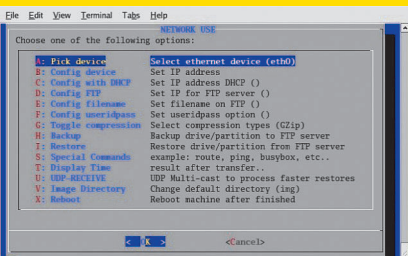 File Edit View Terminal Tabs Help
NETWORK USE
Choose one of the following options:
A: Pick device Select ethernet device (eth0)
B: Config device Set IP address
C: Config with DHCP Set IP address DHCP ()
D: Config FTP Set IP for FTP server ()
E: Config filename Set filename on FTP ()
F: Config useridpass Set useridpass option ()
G: Toggle compression Select compression types (GZip)
H: Backup Backup drive/partition to FTP server
I: Restore Restore drive/partition from FTP server
S: Special Commands example: route, ping, busybox, etc..
T: Display Time result after transfer..
U: UDP-RECEIVE UDP Multi-cast to process faster restores
V: Image Directory Change default directory (img)
X: Reboot Reboot machine after finished
< OK > <Cancel>